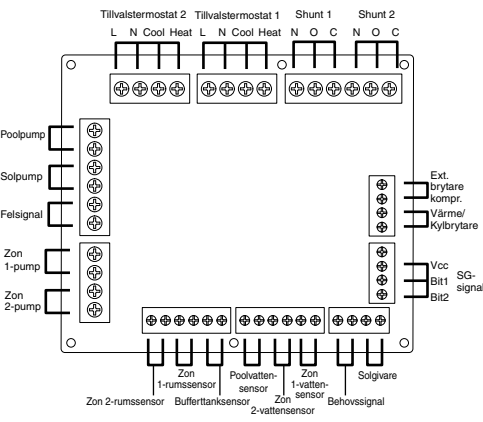 Tillvalstermostat 2 Tillvalstermostat 1 Shunt 1 Shunt 2
L N Cool Heat L N Cool Heat N O C N O C
Poolpump
Solpump
Felsignal
Zon
1-pump
Zon
2-pump
Ext.
brytare
kompr.
Värme/
Kylbrytare
Vcc
Bit1
Bit2
SG-
signal
Zon 2-rumssensor
Zon
1-rumssensor
Bufferttanksensor
Poolvatten-
sensor
Zon
2-vattensensor
Zon
1-vatten-
sensor
Behovssignal
Solgivare